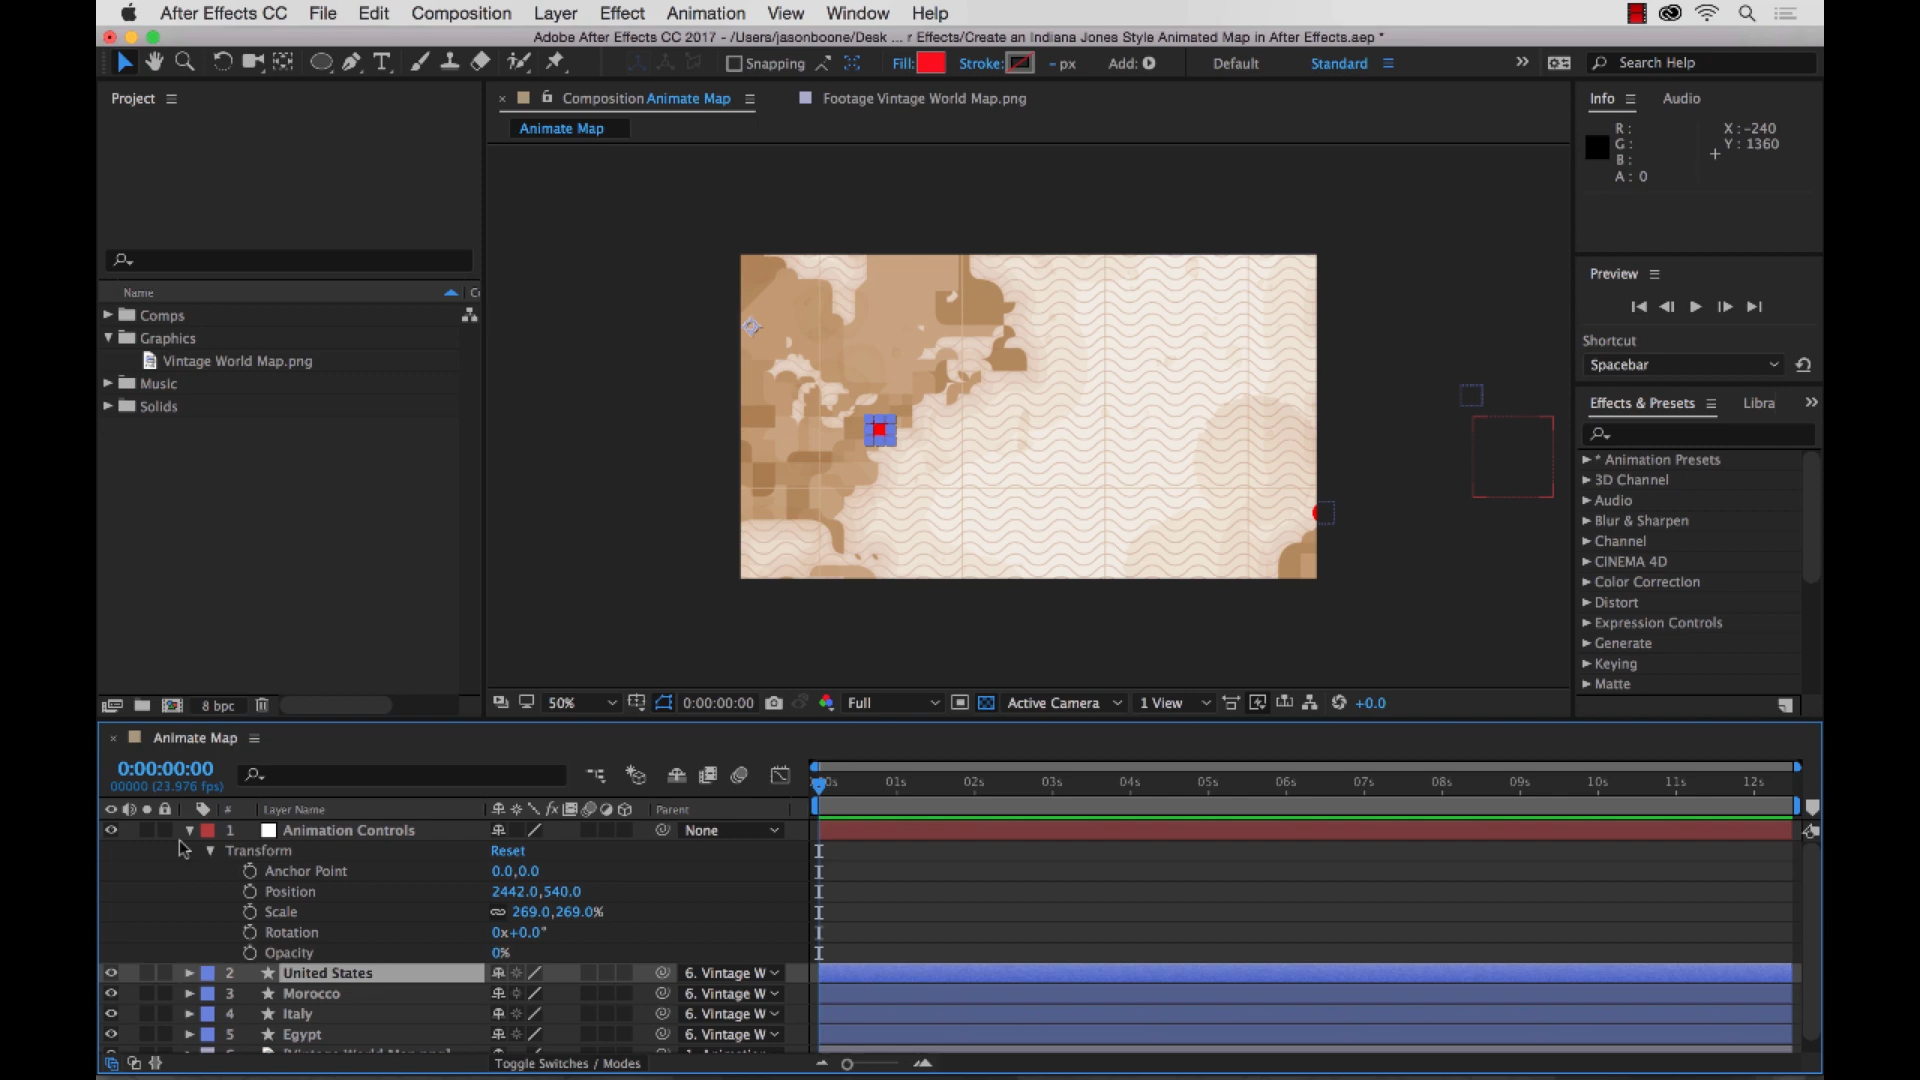 After Effects CC File Edit Composition Layer Effect Animation View Window Help
Adobe After Effects CC 2017 - /Users/jasonboone/Desk ... r Effects/Create an Indiana Jones Style Animated Map in After Effects.aep *
Snapping Fill: Stroke: - px Add: Default Standard Search Help
Project
Composition Animate Map Footage Vintage World Map.png
Animate Map
Info Audio
R: X: -240
G: Y: 1360
B:
A: 0
Name
Comps
Graphics
Vintage World Map.png
Music
Solids
Preview
Shortcut
Spacebar
Effects & Presets Libra
* Animation Presets
3D Channel
Audio
Blur & Sharpen
Channel
CINEMA 4D
Color Correction
Distort
Expression Controls
Generate
Keying
Matte
8 bpc
50% 0:00:00:00 Full Active Camera 1 View +0.0
Animate Map
0:00:00:00
00000 (23.976 fps)
01s 02s 03s 04s 05s 06s 07s 08s 09s 10s 11s 12s
# Layer Name fx Parent
1 Animation Controls None
Transform Reset
Anchor Point 0.0,0.0
Position 2442.0,540.0
Scale 269.0,269.0%
Rotation 0x+0.0°
Opacity 0%
2 United States 6. Vintage W
3 Morocco 6. Vintage W
4 Italy 6. Vintage W
5 Egypt 6. Vintage W
Toggle Switches / Modes